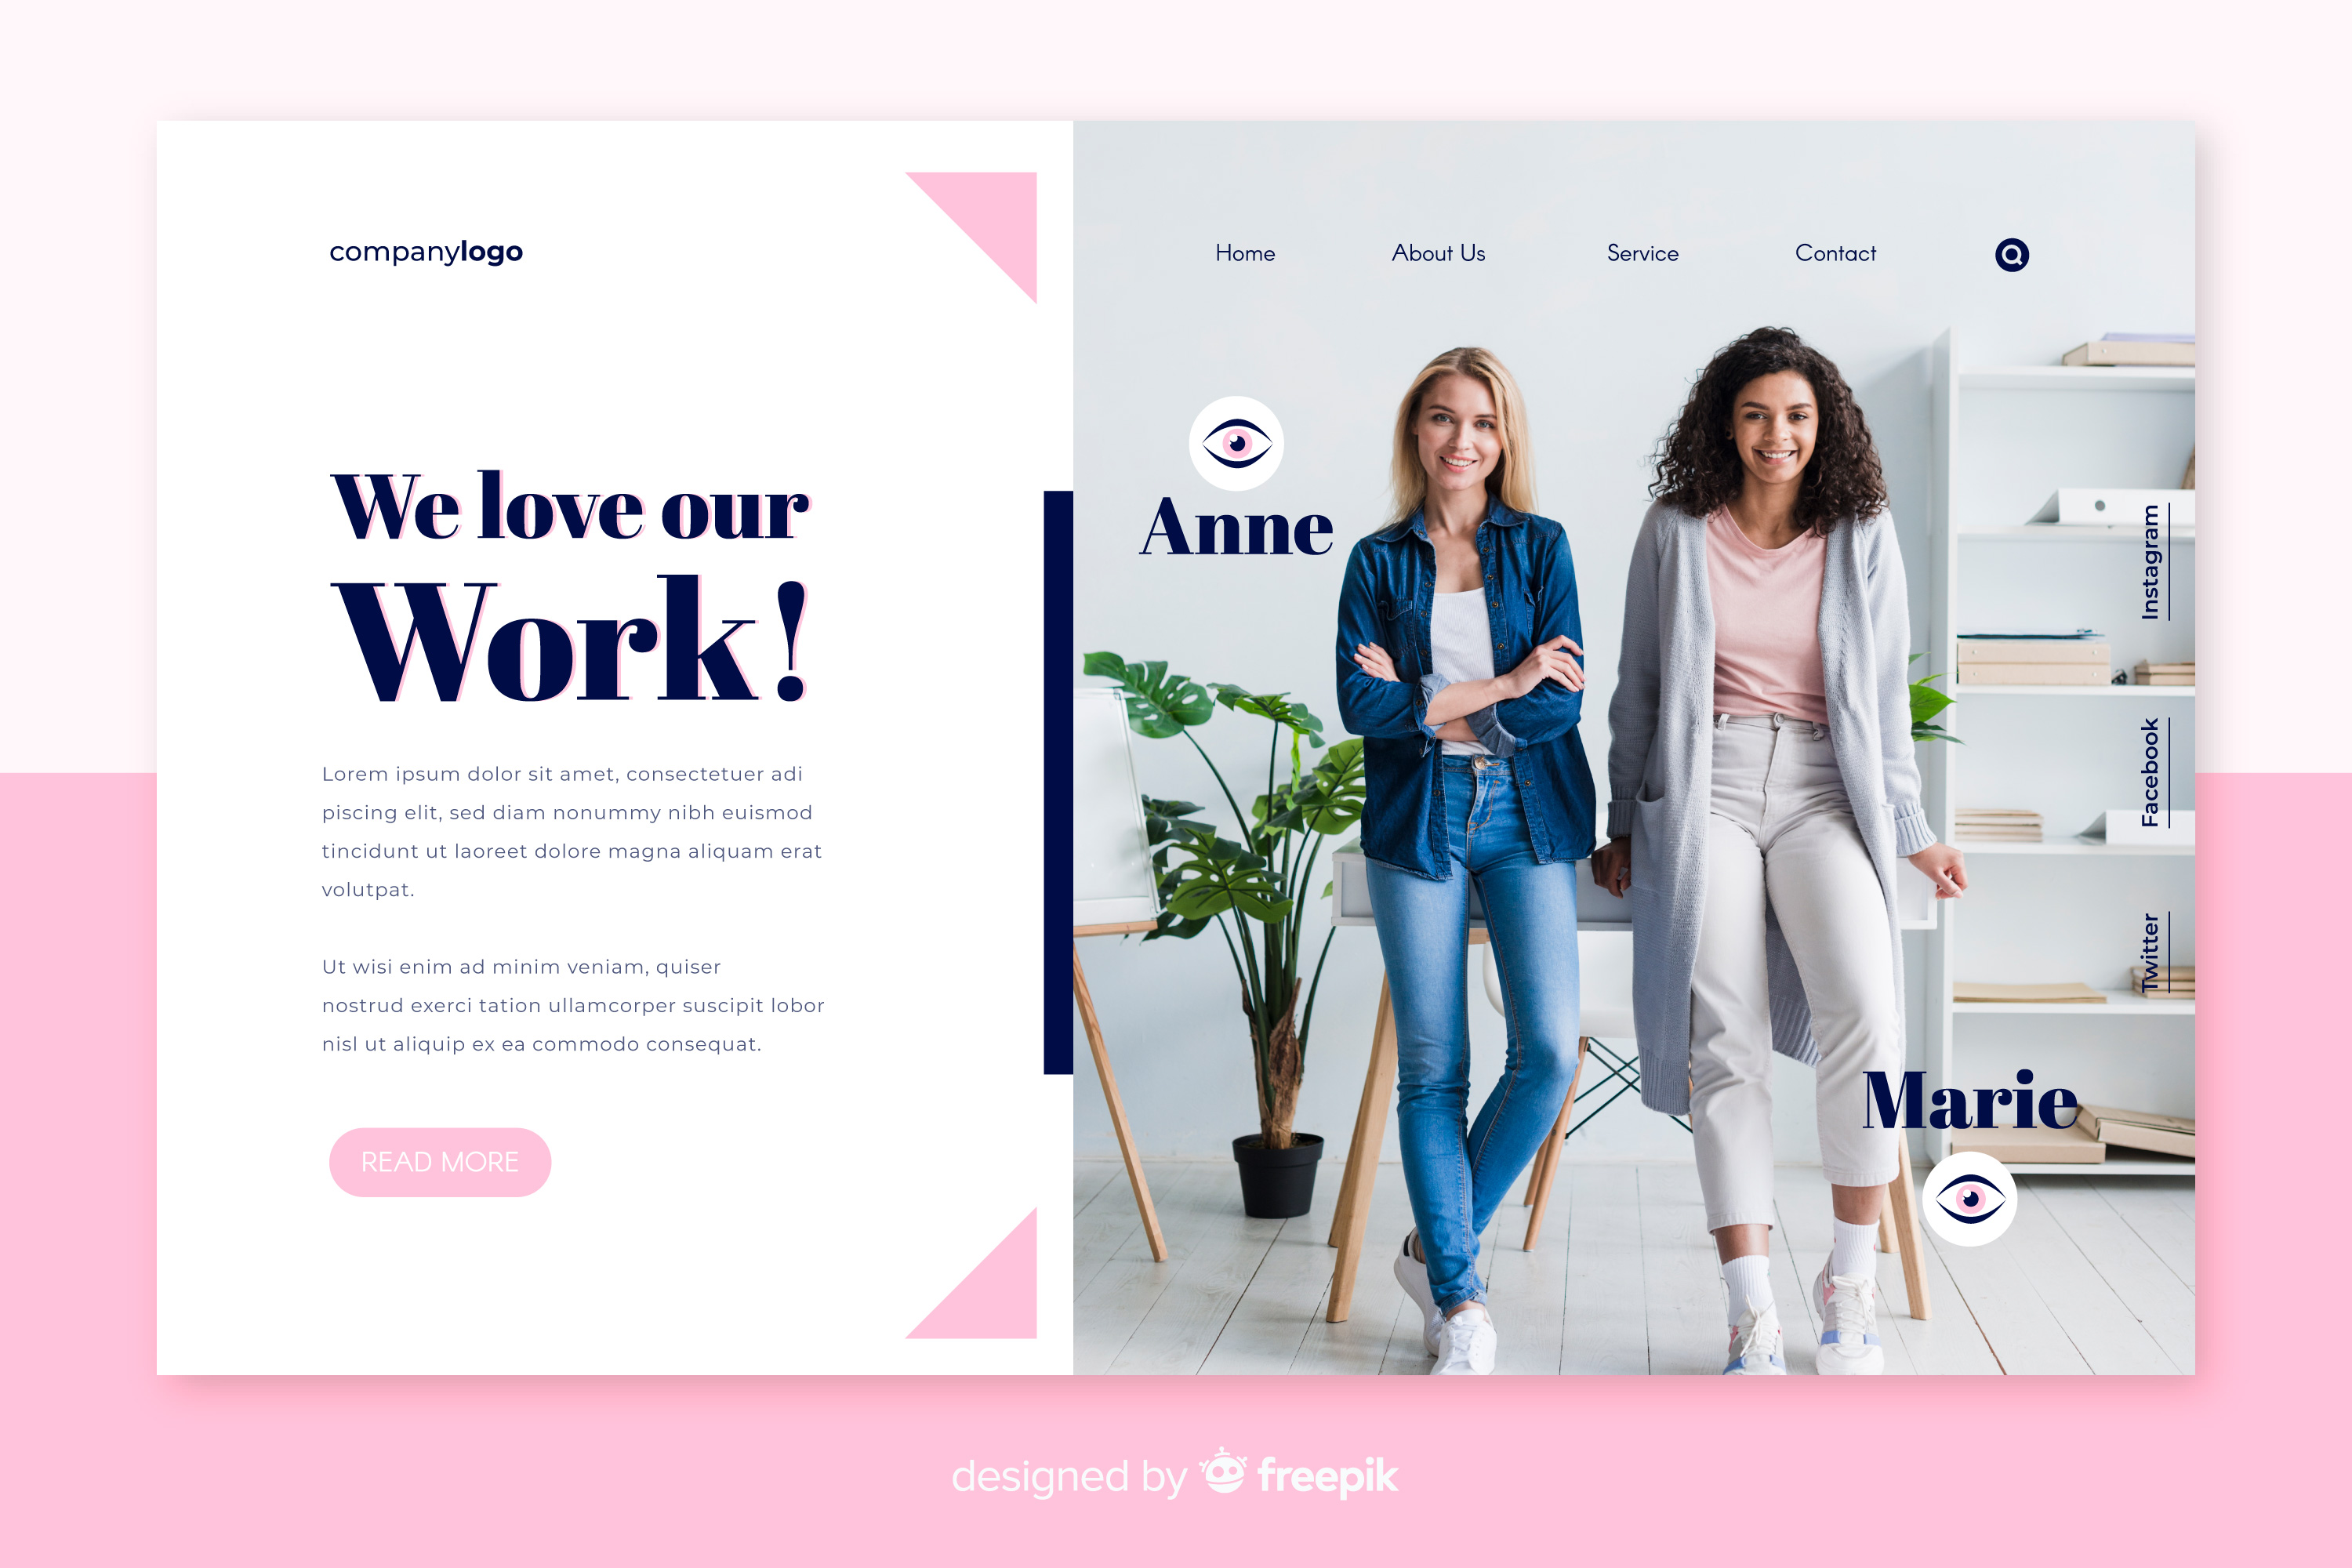 companylogo
Home
About Us
Service
Contact
We love our
Work!
Lorem ipsum dolor sit amet, consectetuer adi
piscing elit, sed diam nonummy nibh euismod
tincidunt ut laoreet dolore magna aliquam erat
volutpat.
Ut wisi enim ad minim veniam, quiser
nostrud exerci tation ullamcorper suscipit lobor
nisl ut aliquip ex ea commodo consequat.
READ MORE
Anne
Marie
Instagram
Facebook
Twitter
designed by freepik